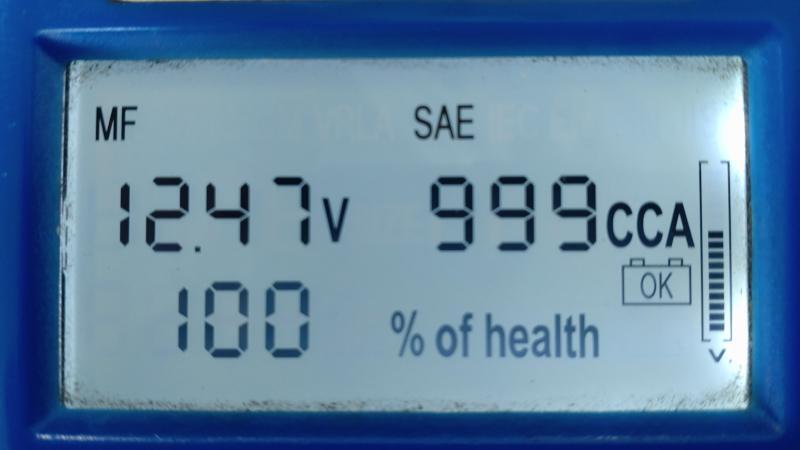 MF SAE
12.47V 999CCA
OK
100 % of health